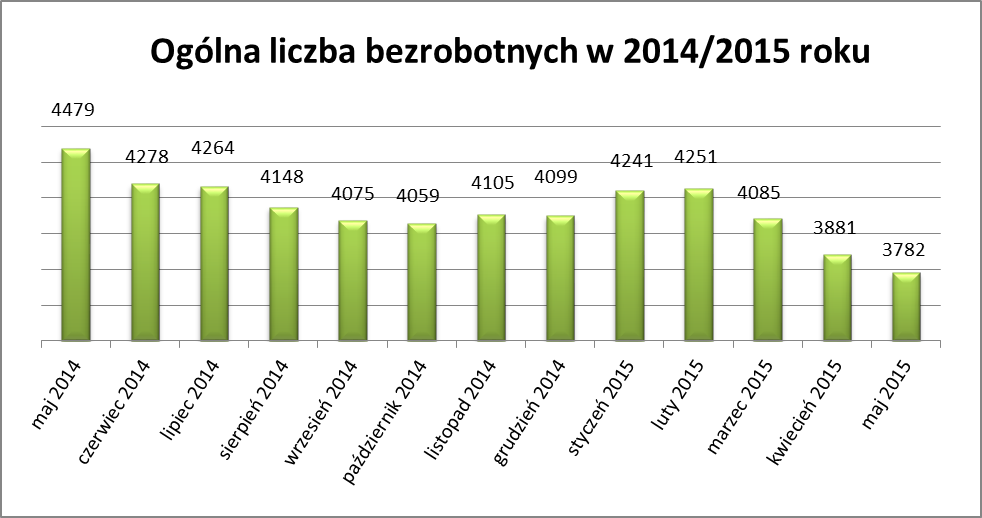 Ogólna liczba bezrobotnych w 2014/2015 roku
4479
4278
4264
4148
4075
4059
4105
4099
4241
4251
4085
3881
3782
maj 2014
czerwiec 2014
lipiec 2014
sierpień 2014
wrzesień 2014
październik 2014
listopad 2014
grudzień 2014
styczeń 2015
luty 2015
marzec 2015
kwiecień 2015
maj 2015